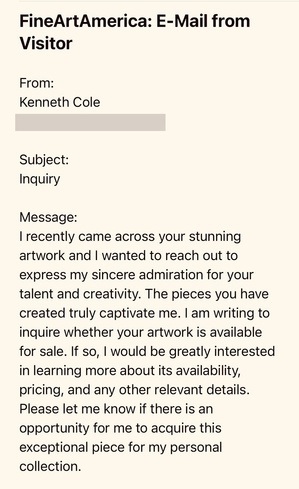 FineArtAmerica: E-Mail from
Visitor
From:
Kenneth Cole
Subject:
Inquiry
Message:
I recently came across your stunning
artwork and I wanted to reach out to
express my sincere admiration for your
talent and creativity. The pieces you have
created truly captivate me. I am writing to
inquire whether your artwork is available
for sale. If so, I would be greatly interested
in learning more about its availability,
pricing, and any other relevant details.
Please let me know if there is an
opportunity for me to acquire this
exceptional piece for my personal
collection.